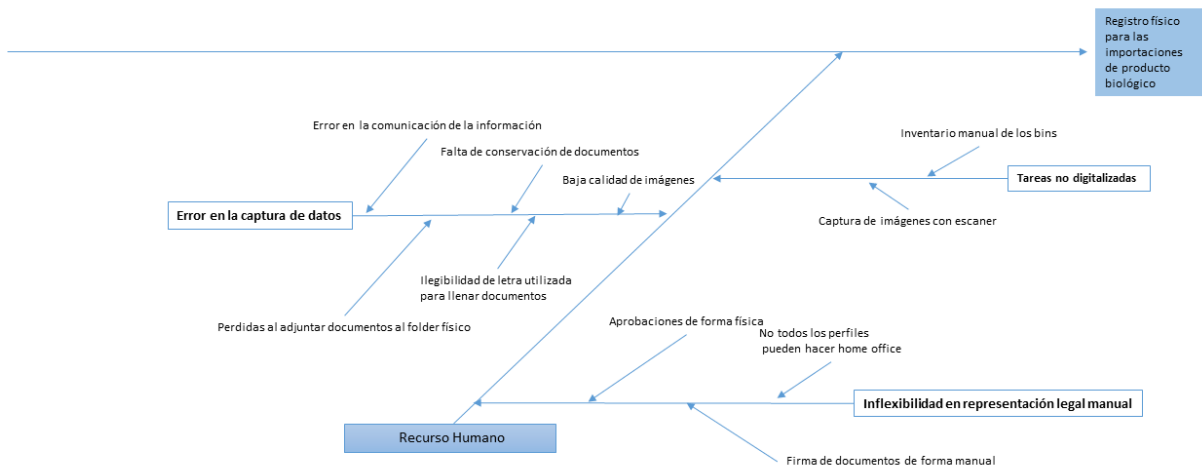 Registro físico
para las
importaciones
de producto
biológico
Error en la comunicación de la información
Falta de conservación de documentos
Baja calidad de imágenes
Inventario manual de los bins
Tareas no digitalizadas
Error en la captura de datos
Captura de imágenes con escaner
Ilegibilidad de letra utilizada
para llenar documentos
Perdidas al adjuntar documentos al folder físico
Aprobaciones de forma física
No todos los perfiles
pueden hacer home office
Inflexibilidad en representación legal manual
Recurso Humano
Firma de documentos de forma manual